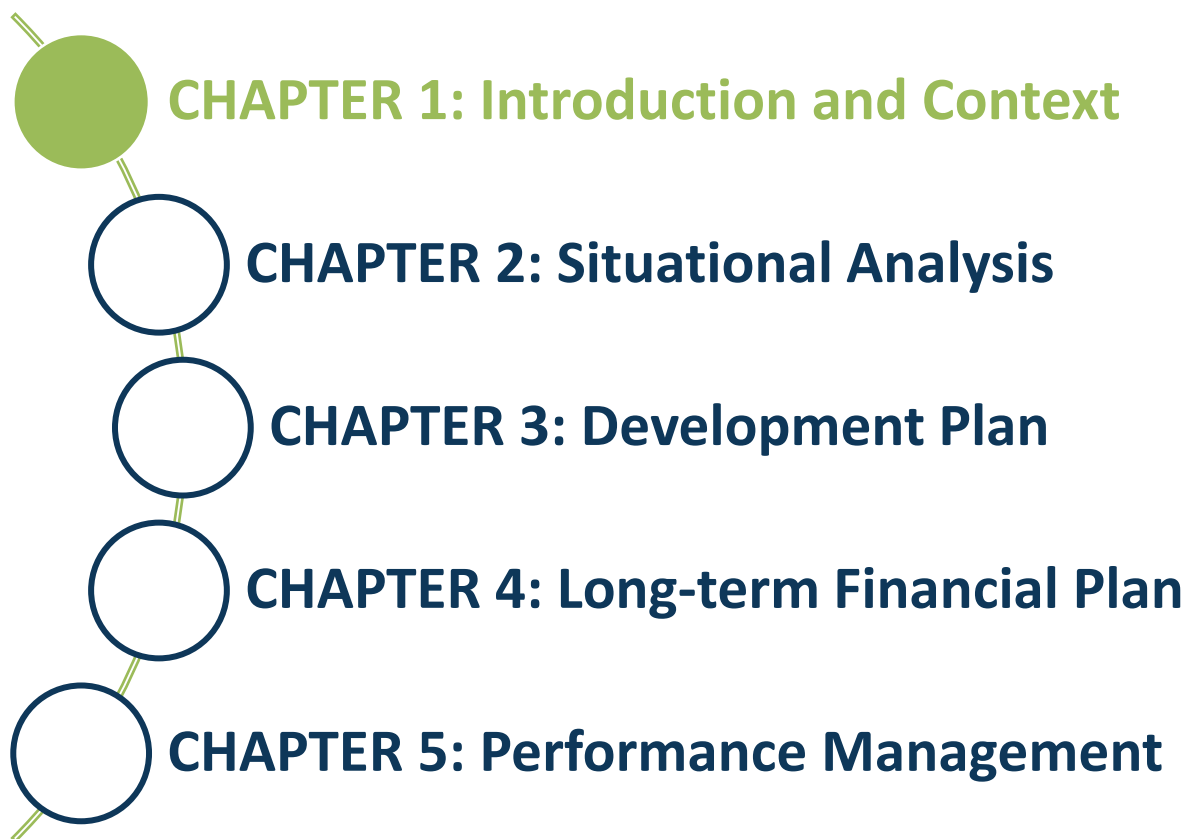 CHAPTER 1: Introduction and Context
CHAPTER 2: Situational Analysis
CHAPTER 3: Development Plan
CHAPTER 4: Long-term Financial Plan
CHAPTER 5: Performance Management